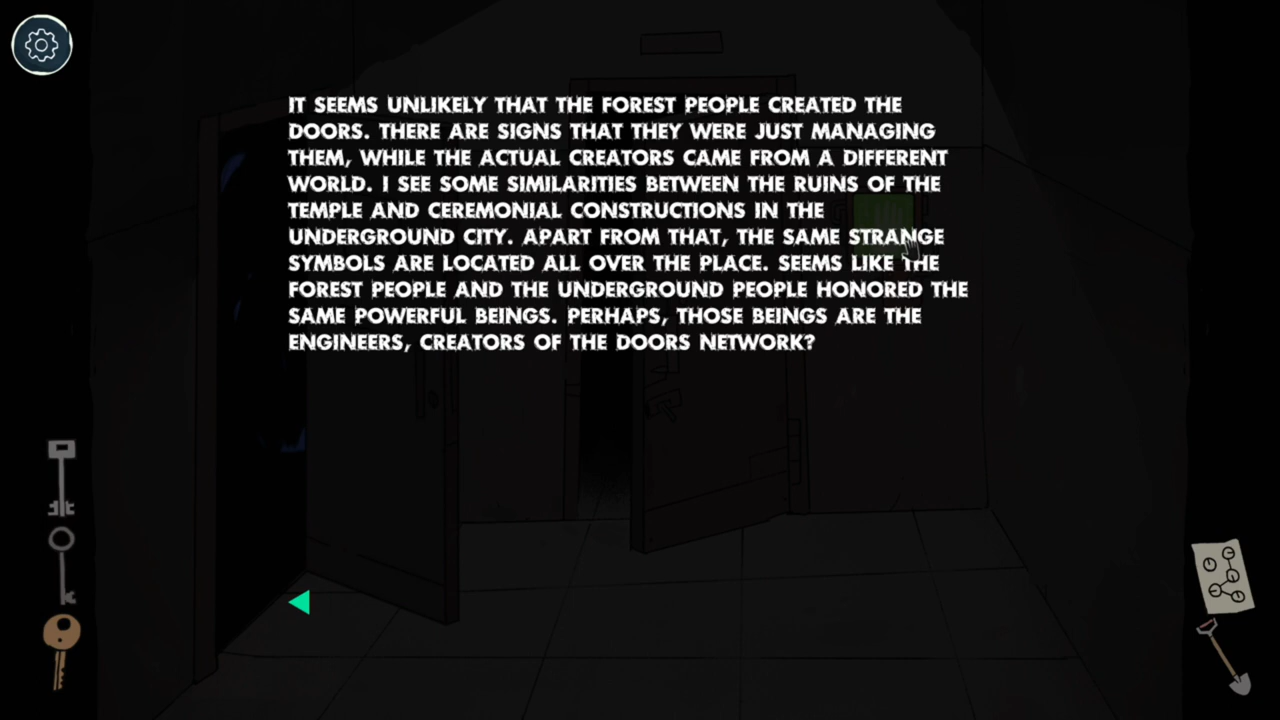 IT SEEMS UNLIKELY THAT THE FOREST PEOPLE CREATED THE
DOORS. THERE ARE SIGNS THAT THEY WERE JUST MANAGING
THEM, WHILE THE ACTUAL CREATORS CAME FROM A DIFFERENT
WORLD. I SEE SOME SIMILARITIES BETWEEN THE RUINS OF THE
TEMPLE AND CEREMONIAL CONSTRUCTIONS IN THE
UNDERGROUND CITY. APART FROM THAT, THE SAME STRANGE
SYMBOLS ARE LOCATED ALL OVER THE PLACE. SEEMS LIKE THE
FOREST PEOPLE AND THE UNDERGROUND PEOPLE HONORED THE
SAME POWERFUL BEINGS. PERHAPS, THOSE BEINGS ARE THE
ENGINEERS, CREATORS OF THE DOORS NETWORK?